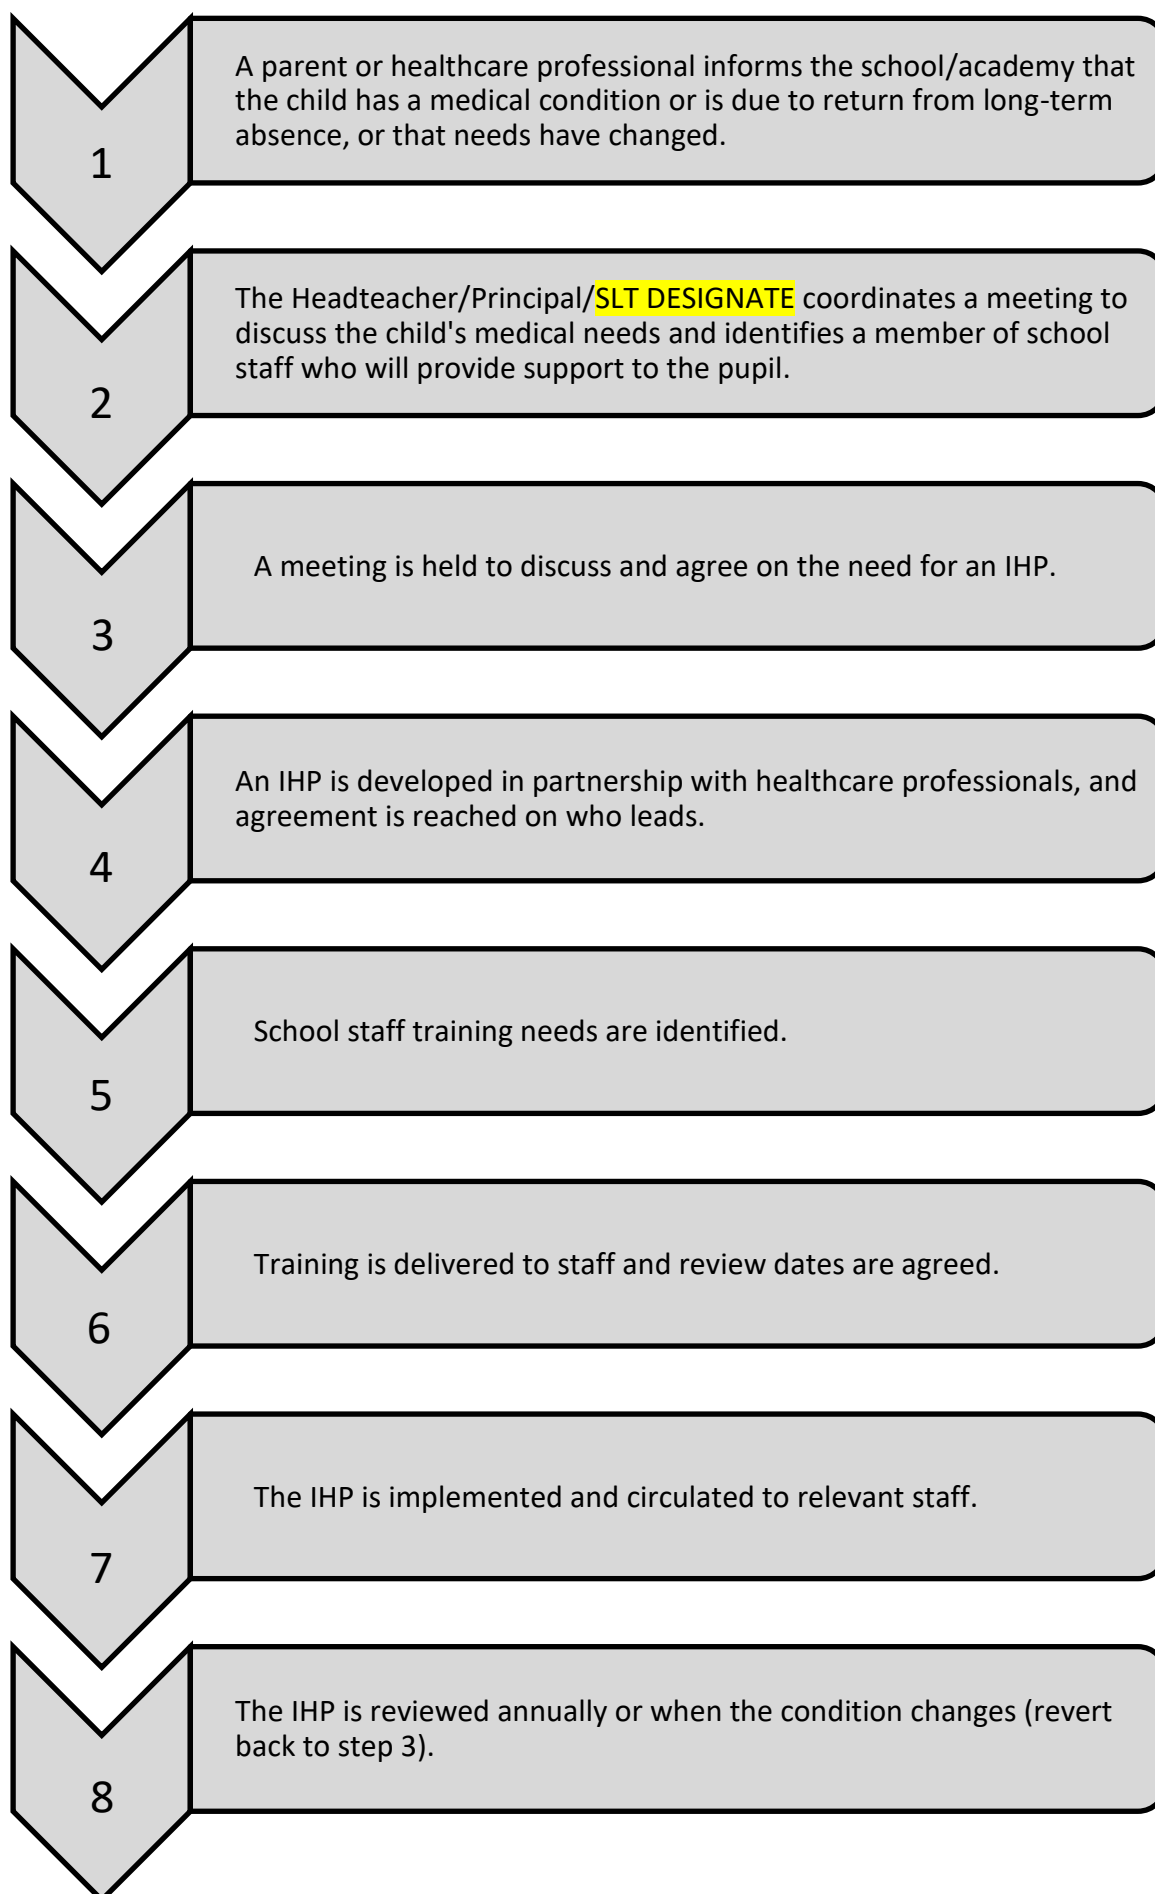 1
A parent or healthcare professional informs the school/academy that
the child has a medical condition or is due to return from long-term
absence, or that needs have changed.
2
The Headteacher/Principal/SLT DESIGNATE coordinates a meeting to
discuss the child's medical needs and identifies a member of school
staff who will provide support to the pupil.
3
A meeting is held to discuss and agree on the need for an IHP.
4
An IHP is developed in partnership with healthcare professionals, and
agreement is reached on who leads.
5
School staff training needs are identified.
6
Training is delivered to staff and review dates are agreed.
7
The IHP is implemented and circulated to relevant staff.
8
The IHP is reviewed annually or when the condition changes (revert
back to step 3).